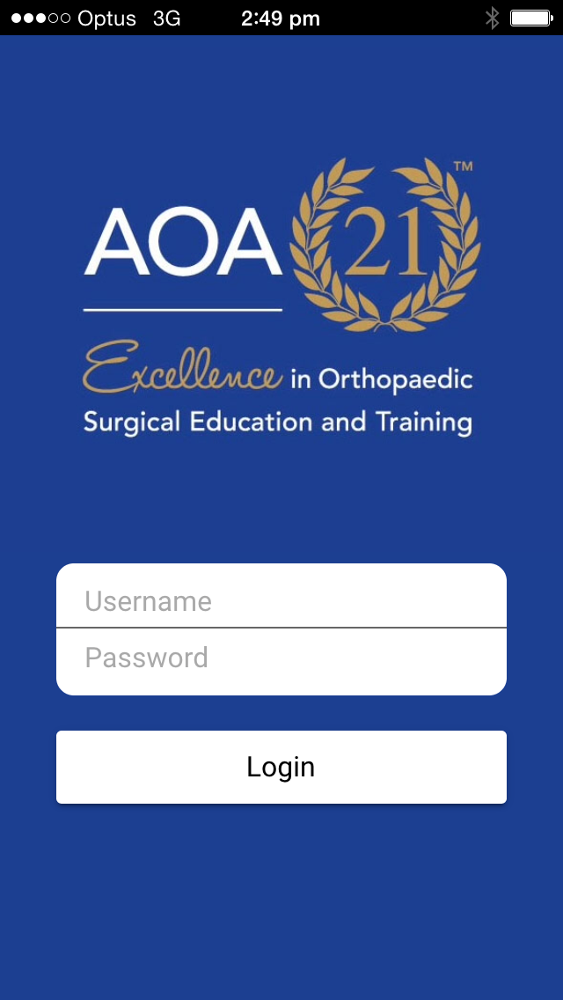 Optus 3G 2:49 pm
AOA 21 ™
Excellence in Orthopaedic
Surgical Education and Training
Username
Password
Login